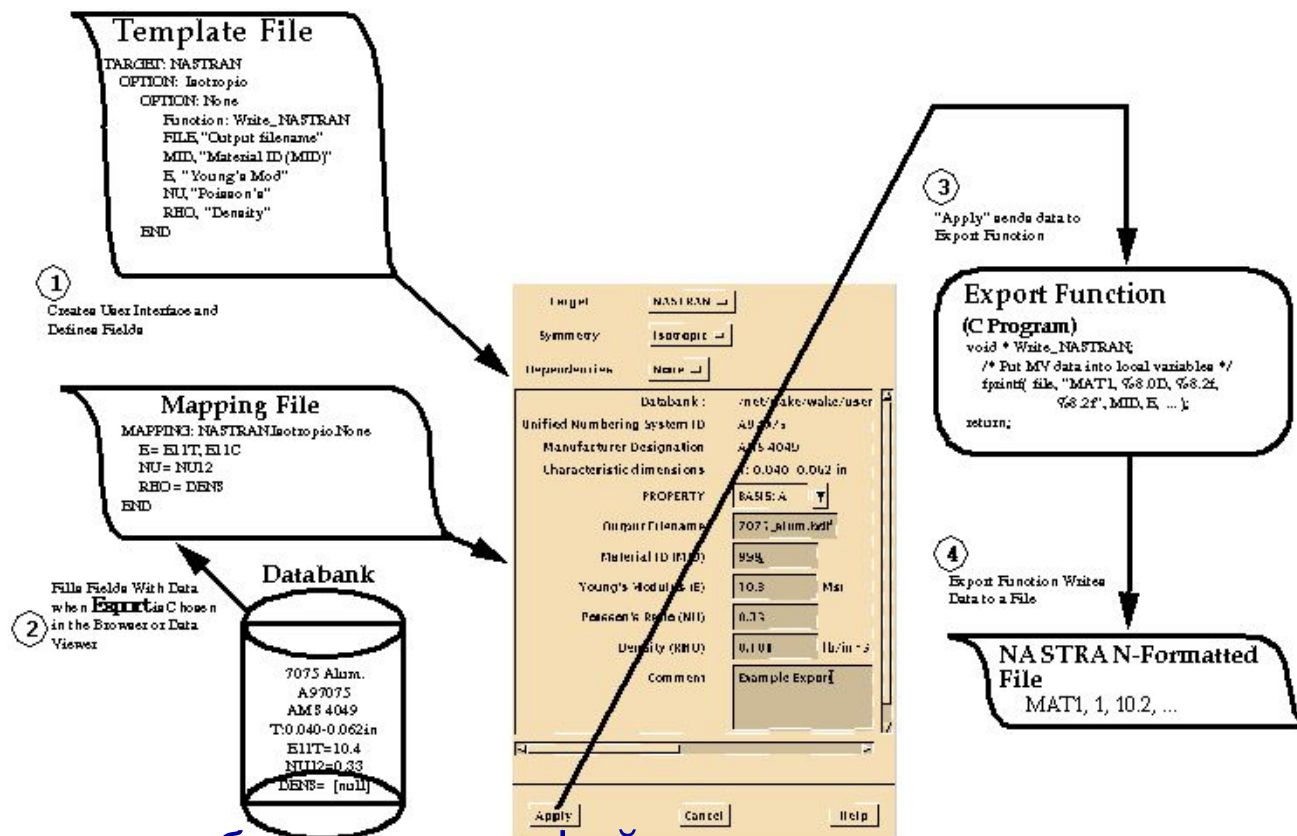 Template File
TARGET: NASTRAN
OPTION: Isotropio
OPTION: None
Function: Write_NASTRAN
FILE, "Output filename"
MID, "Material ID (MID)"
E, "Young's Mod"
NU, "Poisson's"
RHO, "Density"
END
1
Creates User Interface and
Defines Fields
Mapping File
MAPPING: NASTRAN.Isotropio.None
E= E11T, E11C
NU= NU12
RHO = DENS
END
2
Fills Fields With Data
when Export is Chosen
in the Browser or Data
Viewer
Databank
7075 Alum.
A97075
AMS 4049
T:0.040-0.062in
E11T=10.4
NU12=0.33
DENS= [null]
Target NASTRAN
Symmetry Isotropic
Dependencies None
Databank : /net/wake/user
Unified Numbering System ID
Manufacturer Designation 4049
Characteristic dimensions 0.040 0.062 in
PROPERTY BASIS: A
Output Filename 7075_alum.bdf
Material ID (MID) 999
Young's Modulus (E) 10.3 Msi
Ratio (NU) 0.33
Density (RHO) lb/in
Comment Example Export
Apply Cancel Help
3
"Apply" sends data to
Export Function
Export Function
(C Program)
void * Write_NASTRAN;
/* Put MV data into local variables */
fprintf( file, "MAT1, %8.0D, %8.2f,
%8.2f", MID, E, ... );
return;
4
Export Function Writes
Data to a File
NASTRAN-Formatted
File
MAT1, 1, 10.2, ...